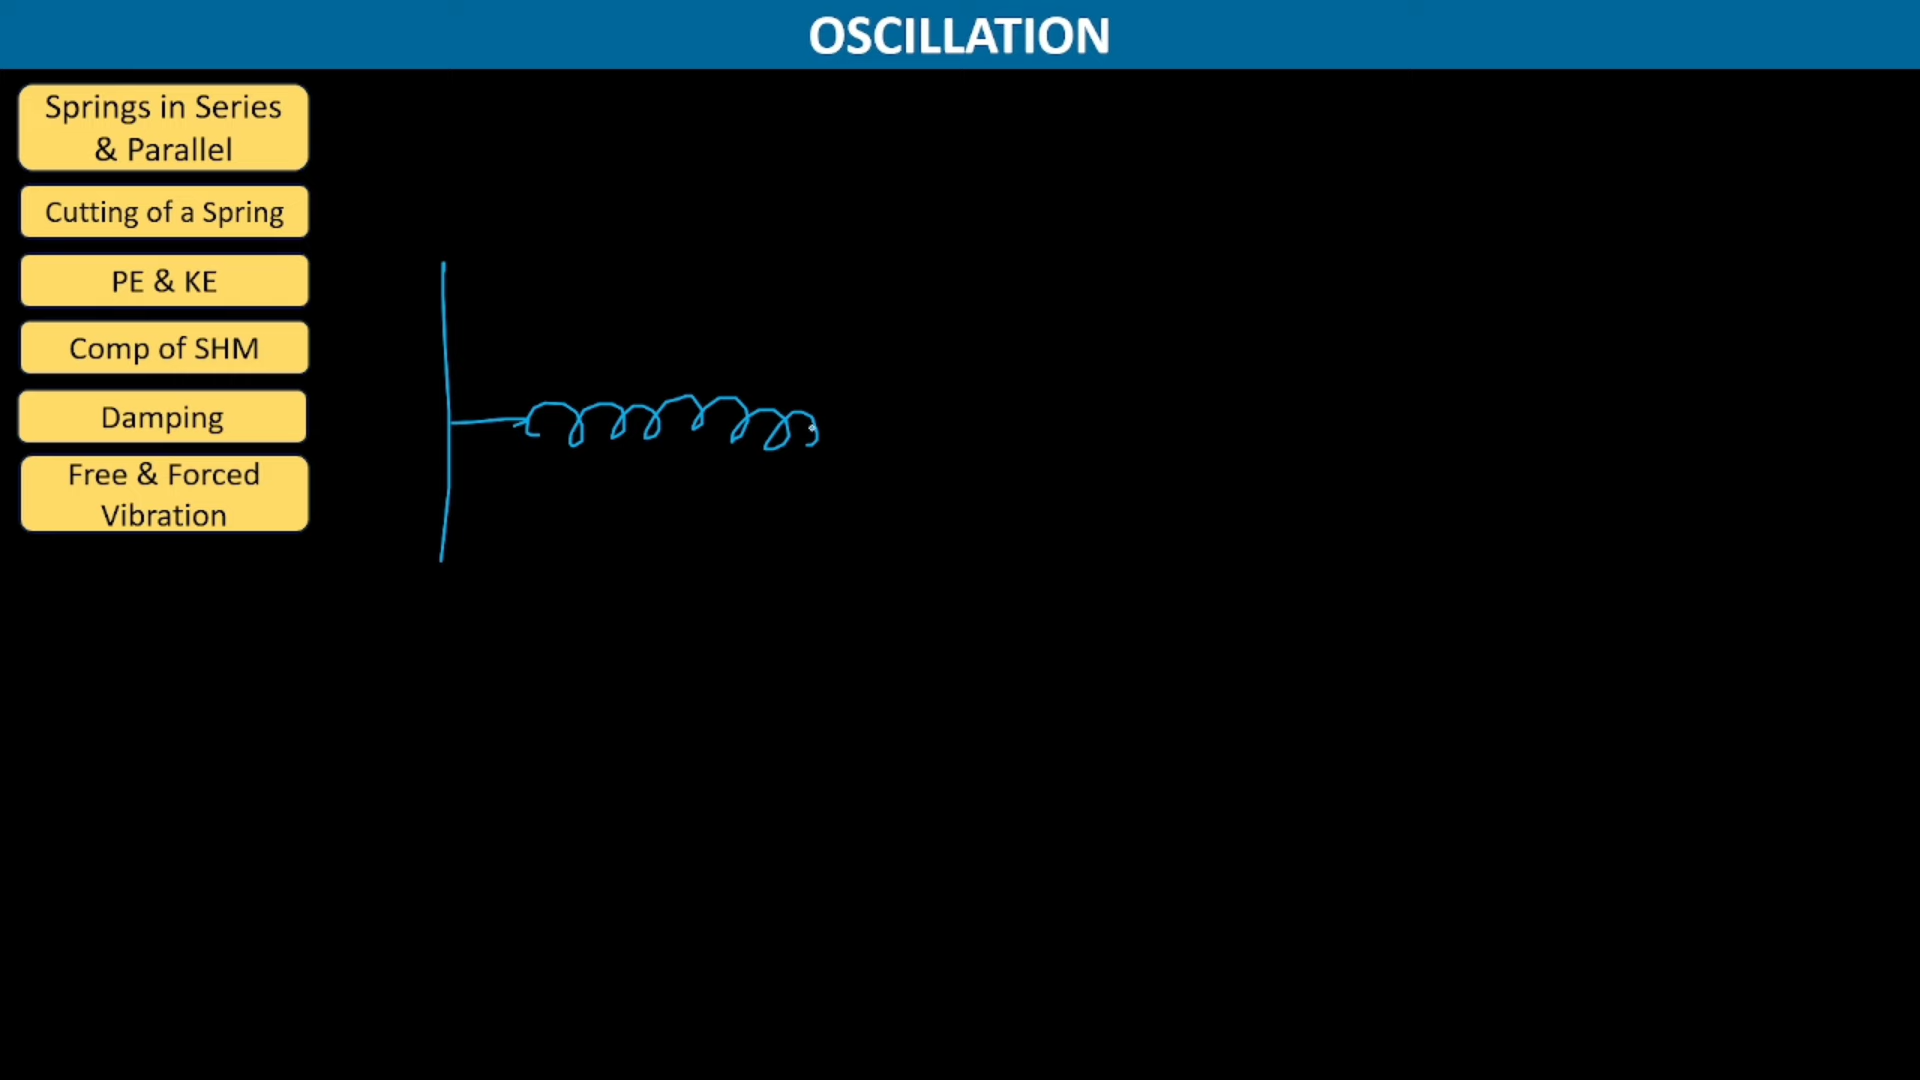 OSCILLATION
Springs in Series
& Parallel
Cutting of a Spring
PE & KE
Comp of SHM
Damping
Free & Forced
Vibration